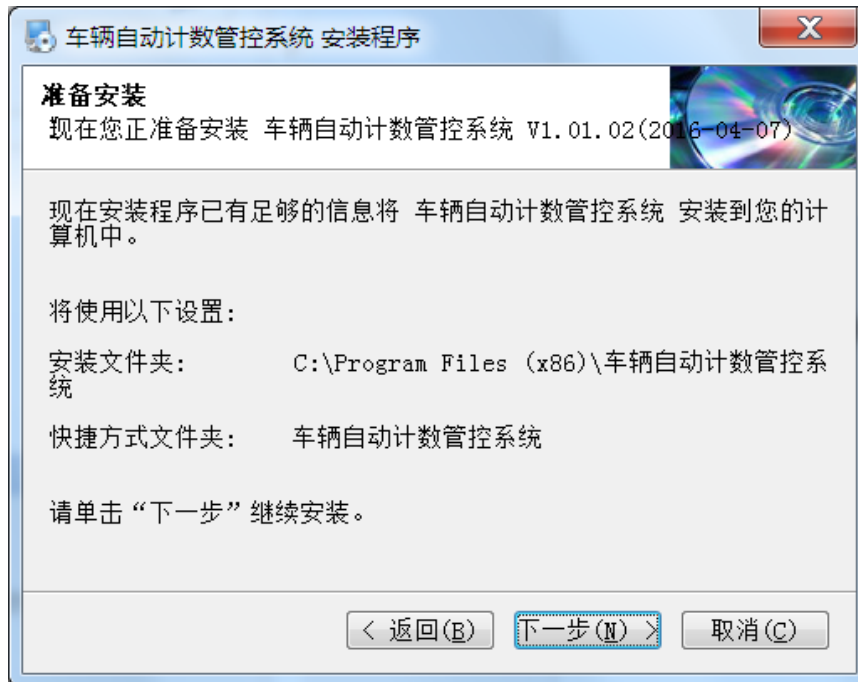 车辆自动计数管控系统 安装程序
准备安装
现在您正准备安装 车辆自动计数管控系统 V1.01.02(2016-04-07)
现在安装程序已有足够的信息将 车辆自动计数管控系统 安装到您的计
算机中。
将使用以下设置:
安装文件夹: C:\Program Files (x86)\车辆自动计数管控系
统
快捷方式文件夹: 车辆自动计数管控系统
请单击“下一步”继续安装。
< 返回(B) 下一步(N) > 取消(C)